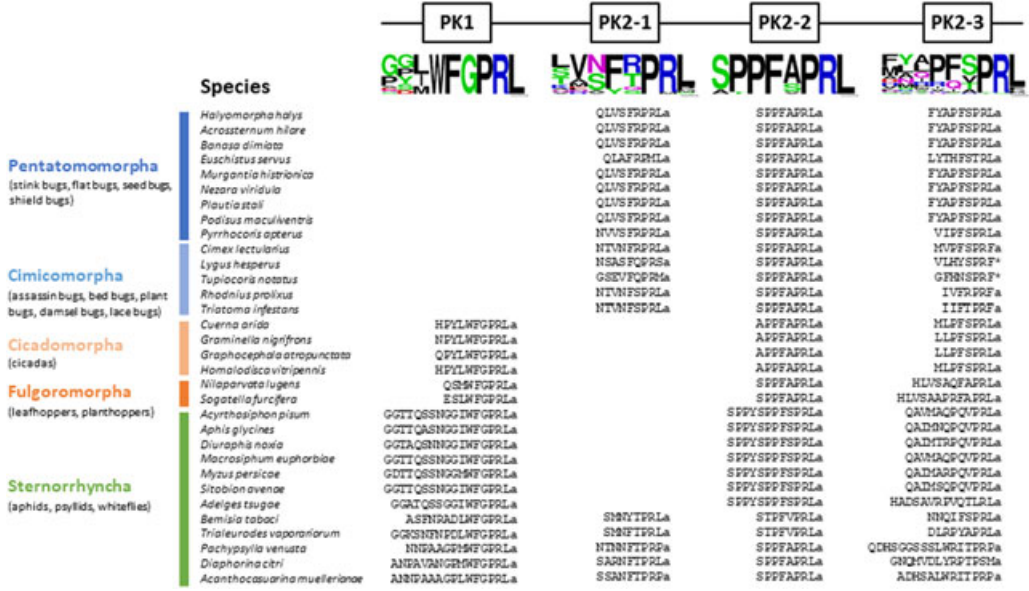 PK1 PK2-1 PK2-2 PK2-3
Species
Halyomorpha halys QLVSFRPRLa SPPFAPRLa FYAPFSPRLa
Acrossternum hilare QLVSFRPRLa SPPFAPRLa FYAPFSPRLa
Banasa dimiata QLVSFRPRLa SPPFAPRLa FYAPFSPRLa
Euschistus servus QLAFRPMLa SPPFAPRLa LYTHFSTRLa
Pentatomomorpha
(stink bugs, flat bugs, seed bugs, shield bugs)
Murgantia histrionica QLVSFRPRLa SPPFAPRLa FYAPFSPRLa
Nezara viridula QLVSFRPRLa SPPFAPRLa FYAPFSPRLa
Plautia stali QLVSFRPRLa SPPFAPRLa FYAPFSPRLa
Podisus maculiventris QLVSFRPRLa SPPFAPRLa FYAPFSPRLa
Pyrrhocoris apterus NVVSFRPRLa SPPFAPRLa VIPFSPRLa
Cimex lectularius NTVNFRPRLa SPPFAPRLa MVPFSPRFa
Cimicomorpha
(assassin bugs, bed bugs, plant bugs, damsel bugs, lace bugs)
Lygus hesperus NSASFQPRSa SPPFAPRLa VLHYSPRF*
Tupiocoris notatus GSEVFQPRMa SPPFAPRLa GFHNSPRF*
Rhodnius prolixus NTVNFSPRLa SPPFAPRLa IVFRPRFa
Triatoma infestans NTVNFSPRLa SPPFAPRLa IIFTPRFa
Cicadomorpha
(cicadas)
Cuerna arida HPYLWFGPRLa APPFAPRLa MLPFSPRLa
Graminella nigrifrons NPYLWFGPRLa APPFAPRLa LLPFSPRLa
Graphocephala atropunctata QPYLWFGPRLa APPFAPRLa LLPFSPRLa
Homalodisca vitripennis HPYLWFGPRLa APPFAPRLa MLPFSPRLa
Fulgoromorpha
(leafhoppers, planthoppers)
Nilaparvata lugens QSMWFGPRLa SPPFAPRLa HLVSAQFAPRLa
Sogatella furcifera ESLWFGPRLa SPPFAPRLa HLVSAAPRFAPRLa
Acyrthosiphon pisum GGTTQSSNGGIWFGPRLa SPPYSPPFSPRLa QAVMAQPQVPRLa
Aphis glycines GGTTQASNGGIWFGPRLa SPPYSPPFSPRLa QAIMNQPQVPRLa
Diuraphis noxia GGTAQSNNGGIWFGPRLa SPPYSPPFSPRLa QAIMTRPQVPRLa
Macrosiphum euphorbiae GGTTQSSNGGIWFGPRLa SPPYSPPFSPRLa QAVMAQPQVPRLa
Myzus persicae GDTTQSSNGGMWFGPRLa SPPYSPPFSPRLa QAIMARPQVPRLa
Sternorrhyncha
(aphids, psyllids, whiteflies)
Sitobion avenae GGTTQSSNGGIWFGPRLa SPPYSPPFSPRLa QAIMSQPQVPRLa
Adelges tsugae GGATQSSGGIWFGPRLa SPPYSPPFSPRLa HADSAVRPVQTLRLa
Bemisia tabaci ASFNRADLWFGPRLa SMNYTPRLa STPFVPRLa NNQIFSPRLa
Trialeurodes vaporariorum GGKSNFNPDLWFGPRLa SMNFTPRLa STPFVPRLa DLRPYAPRLa
Pachypsylla venusta NNPAAGPMWFGPRLa NTNNFTPRPa SPPFAPRLa QDHSGGSSSLWRITPRPa
Diaphorina citri ANPAVANGPMWFGPRLa SARNFTPRLa SPPFAPRLa GNQMVDLYRPTPSMa
Acanthocasuarina muellerianae ANNPAAAGPLWFGPRLa SSANFTPRPa SPPFAPRLa ADHSALWRITPRPa